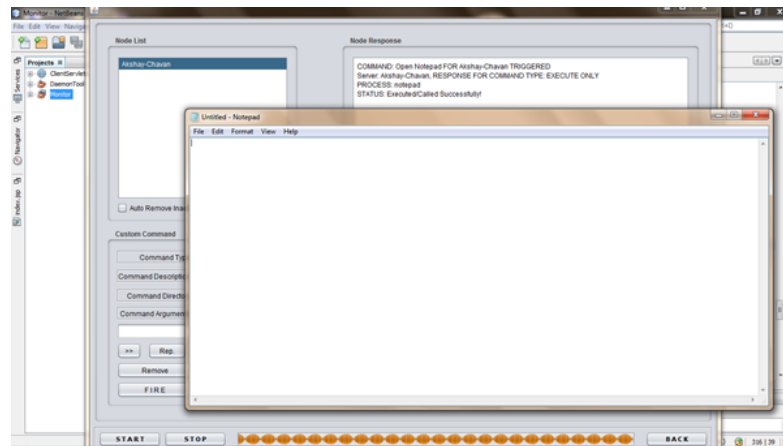 Monitor - NetBeans
File Edit View Naviga
Projects
ClientServlet
DaemonTool
Monitor
Services
Navigator
index.jsp
Node List
Akshay-Chavan
Auto Remove Ina
Node Response
COMMAND: Open Notepad FOR Akshay-Chavan TRIGGERED
Server: Akshay-Chavan, RESPONSE FOR COMMAND TYPE: EXECUTE ONLY
PROCESS: notepad
STATUS: Executed/Called Successfully!
Untitled - Notepad
File Edit Format View Help
Custom Command
Command Typ
Command Descriptio
Command Directo
Command Argumen
>> Rep.
Remove
FIRE
START STOP BACK
316 | 39